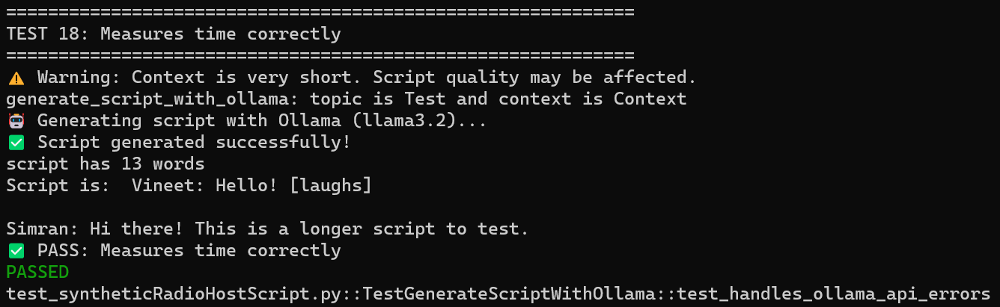 ============================================================
TEST 18: Measures time correctly
============================================================
⚠️ Warning: Context is very short. Script quality may be affected.
generate_script_with_ollama: topic is Test and context is Context
🤖 Generating script with Ollama (llama3.2)...
✅ Script generated successfully!
script has 13 words
Script is:  Vineet: Hello! [laughs]

Simran: Hi there! This is a longer script to test.
✅ PASS: Measures time correctly
PASSED
test_syntheticRadioHostScript.py::TestGenerateScriptWithOllama::test_handles_ollama_api_errors